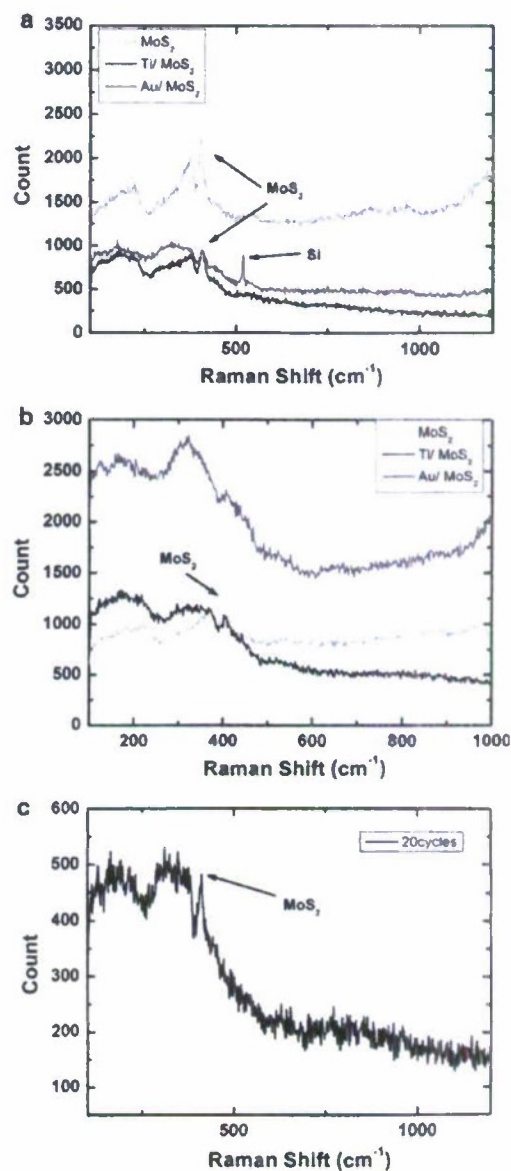 a
3500
3000
2500
2000
1500
1000
500
0
Count
MoS₂
Ti/ MoS₂
Au/ MoS₂
MoS₂
Si
500
1000
Raman Shift (cm⁻¹)
b
3000
2500
2000
1500
1000
500
0
Count
MoS₂
Ti/ MoS₂
Au/ MoS₂
MoS₂
200
400
600
800
1000
Raman Shift (cm⁻¹)
c
600
500
400
300
200
100
Count
20cycles
MoS₂
500
1000
Raman Shift (cm⁻¹)